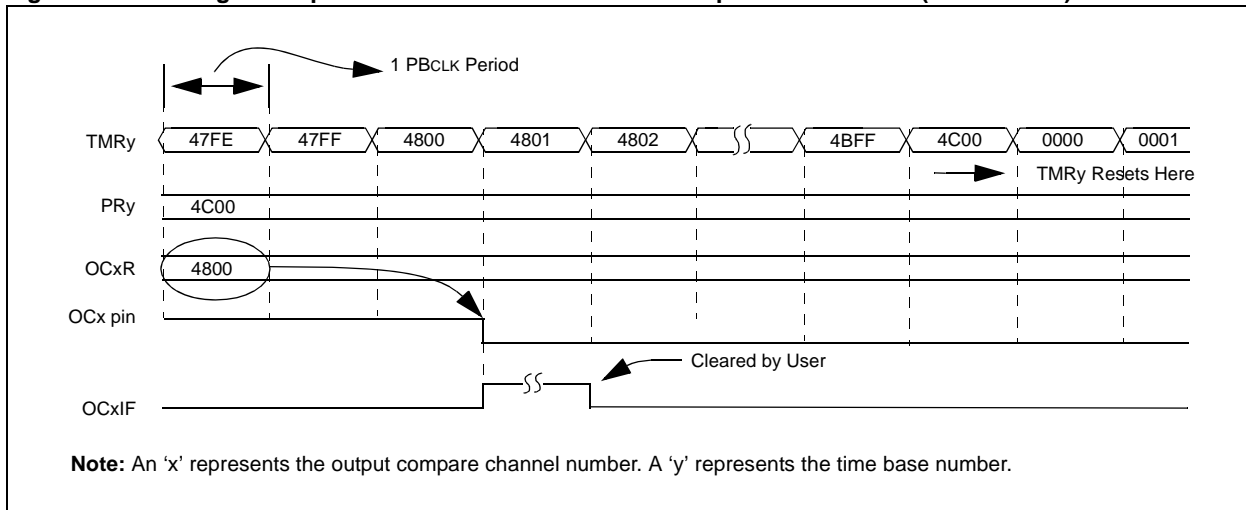 1 PBCLK Period
TMRy 47FE 47FF 4800 4801 4802 4BFF 4C00 0000 0001
TMRy Resets Here
PRy 4C00
OCxR 4800
OCx pin
Cleared by User
OCxIF
Note: An ‘x’ represents the output compare channel number. A ‘y’ represents the time base number.